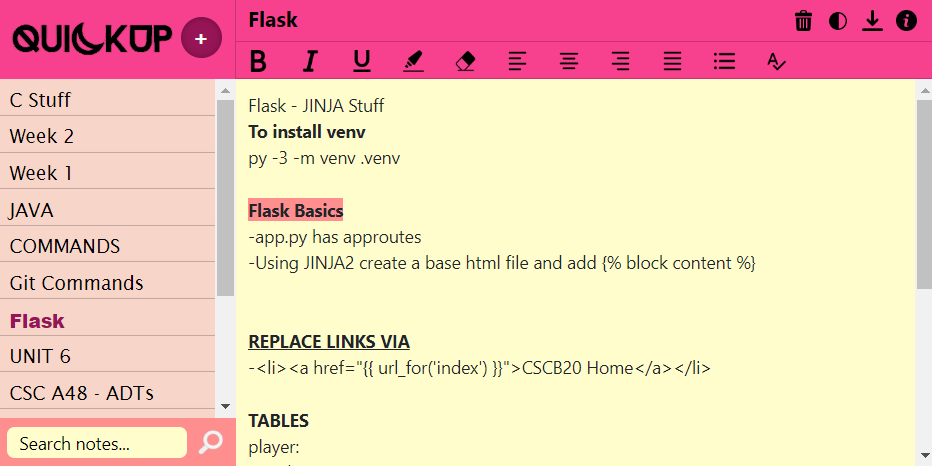 QUICKUP
+
Flask
B I U
C Stuff
Week 2
Week 1
JAVA
COMMANDS
Git Commands
Flask
UNIT 6
CSC A48 - ADTs
Search notes...
Flask - JINJA Stuff
To install venv
py -3 -m venv .venv
Flask Basics
-app.py has approutes
-Using JINJA2 create a base html file and add {% block content %}
REPLACE LINKS VIA
-<li><a href="{{ url_for('index') }}">CSCB20 Home</a></li>
TABLES
player: